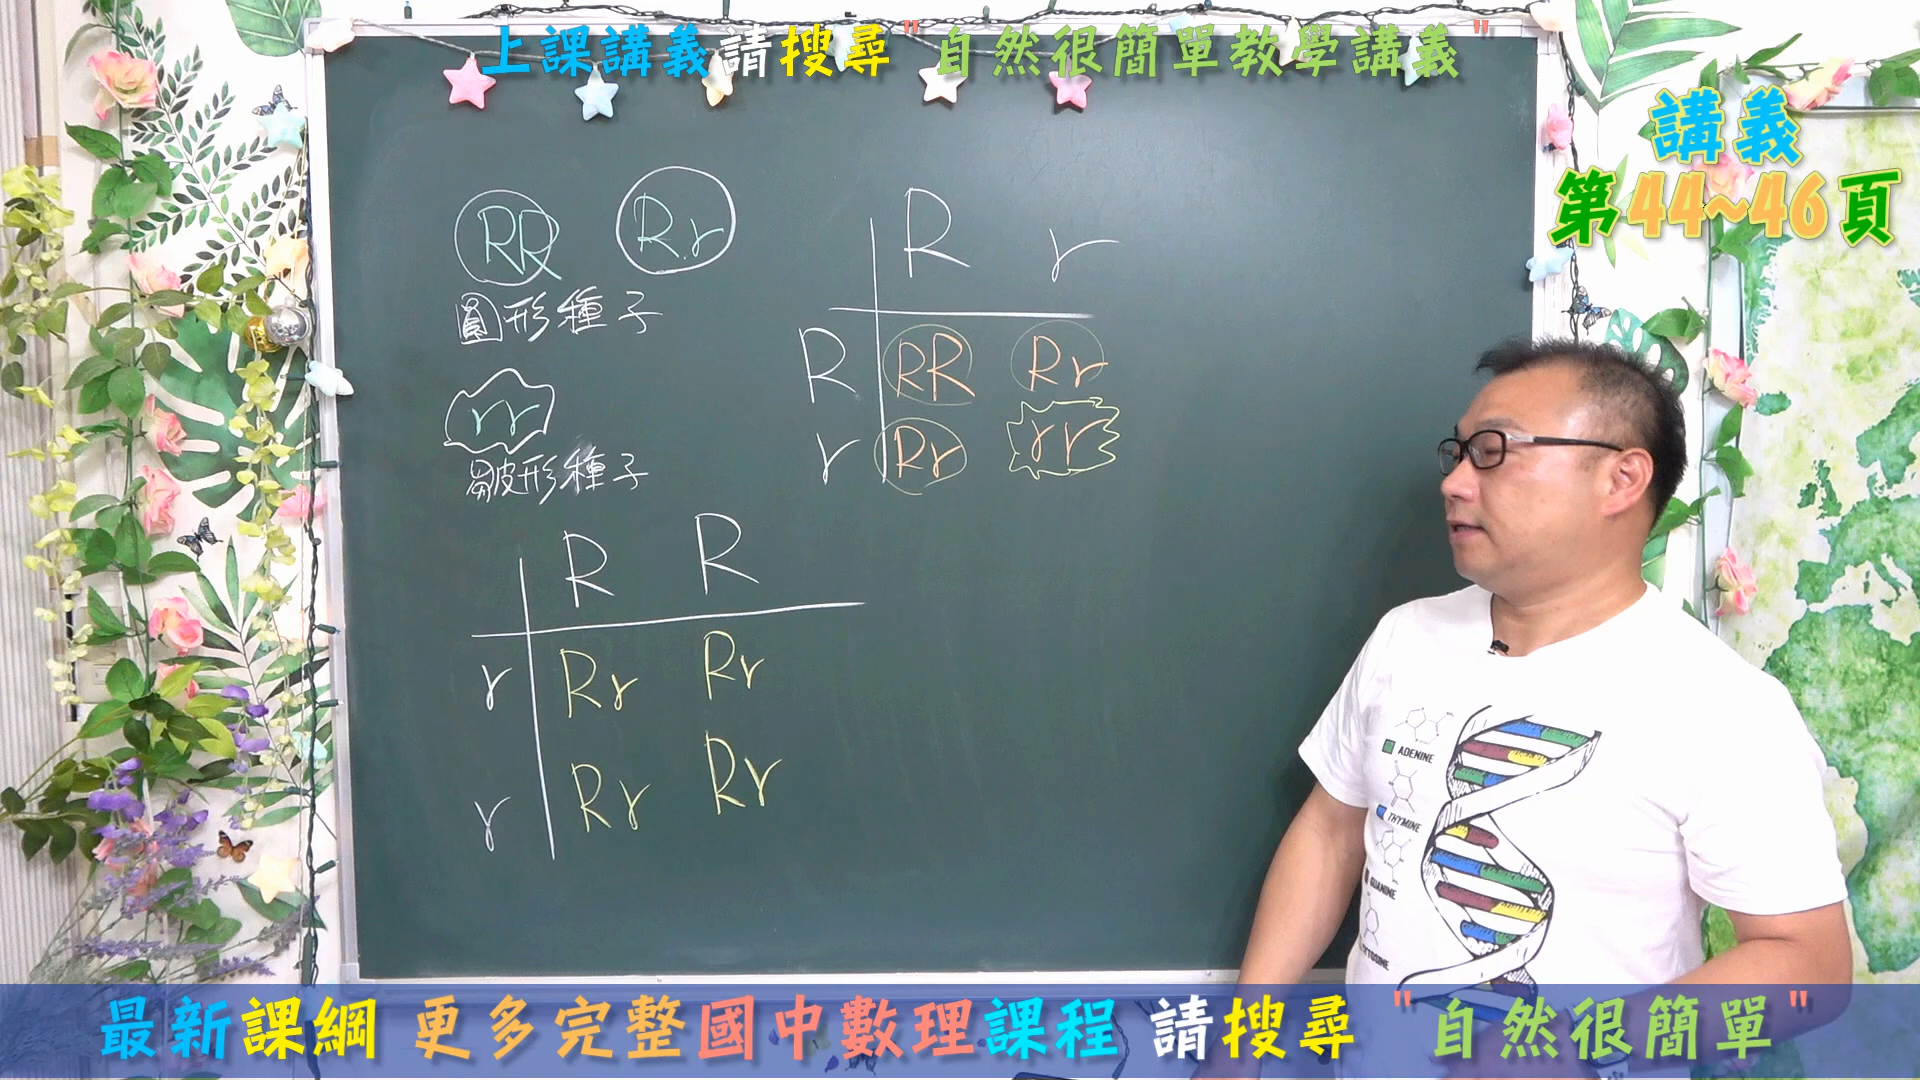 上課講義請搜尋"自然很簡單教學講義"
講義
第44~46頁
RR Rr
圓形種子
rr
皺形種子
R r
R RR Rr
r Rr rr
R R
r Rr Rr
r Rr Rr
ADENINE
THYMINE
GUANINE
最新課綱 更多完整國中數理課程 請搜尋 "自然很簡單"